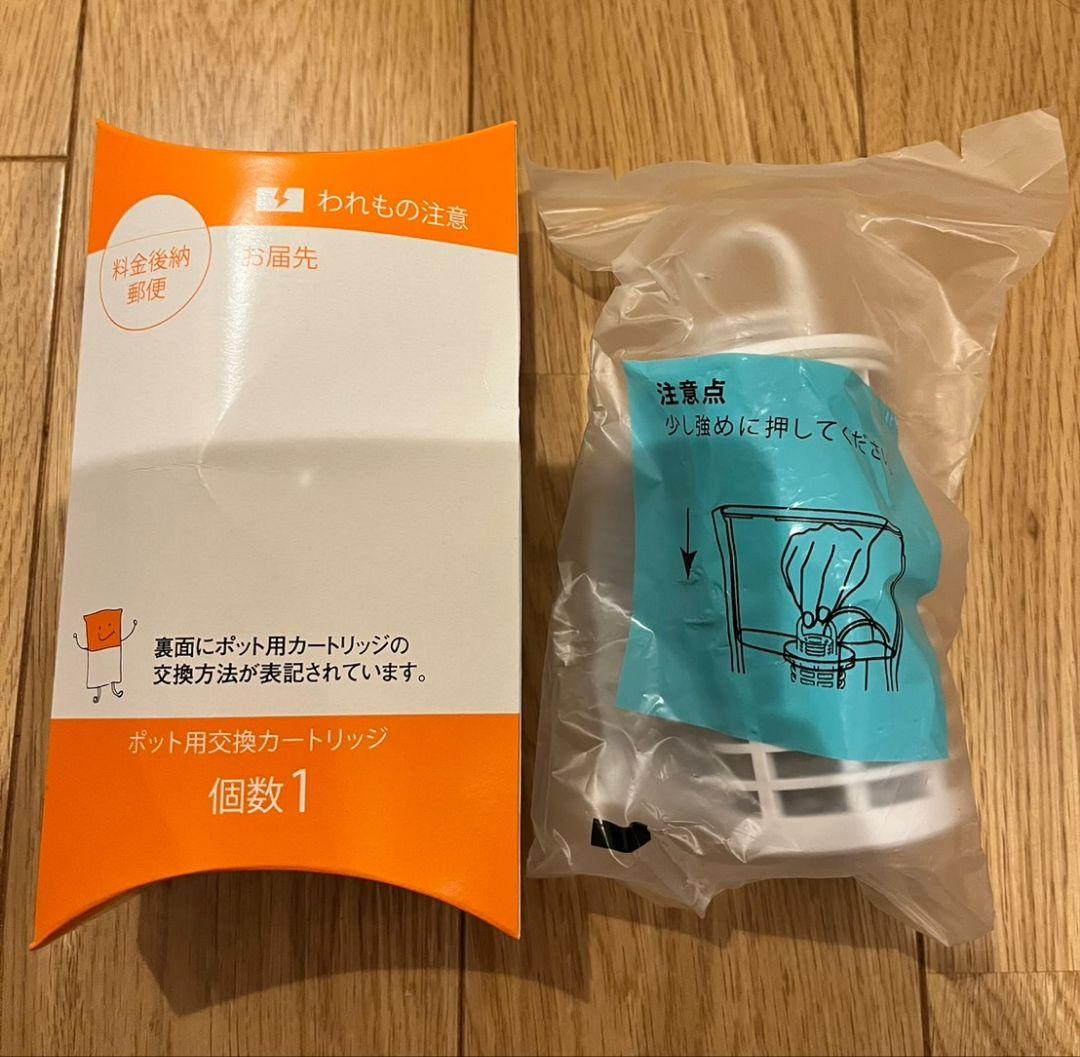 われもの注意
料金後納
郵便
お届先
裏面にポット用カートリッジの
交換方法が表記されています。
ポット用交換カートリッジ
個数1
注意点
少し強めに押してください。